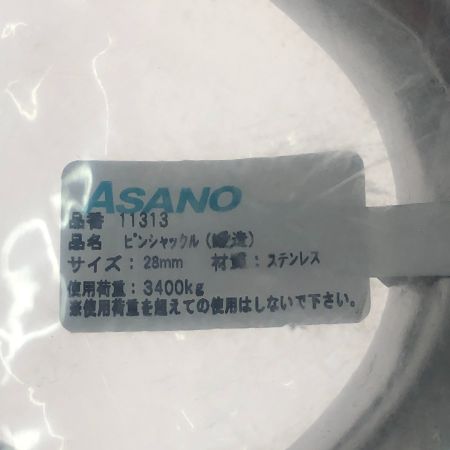 ASANO
品番 11313
品名 ピンシャックル(鍛造)
サイズ: 28mm 材質: ステンレス
使用荷重: 3400kg
※使用荷重を超えての使用はしないで下さい。